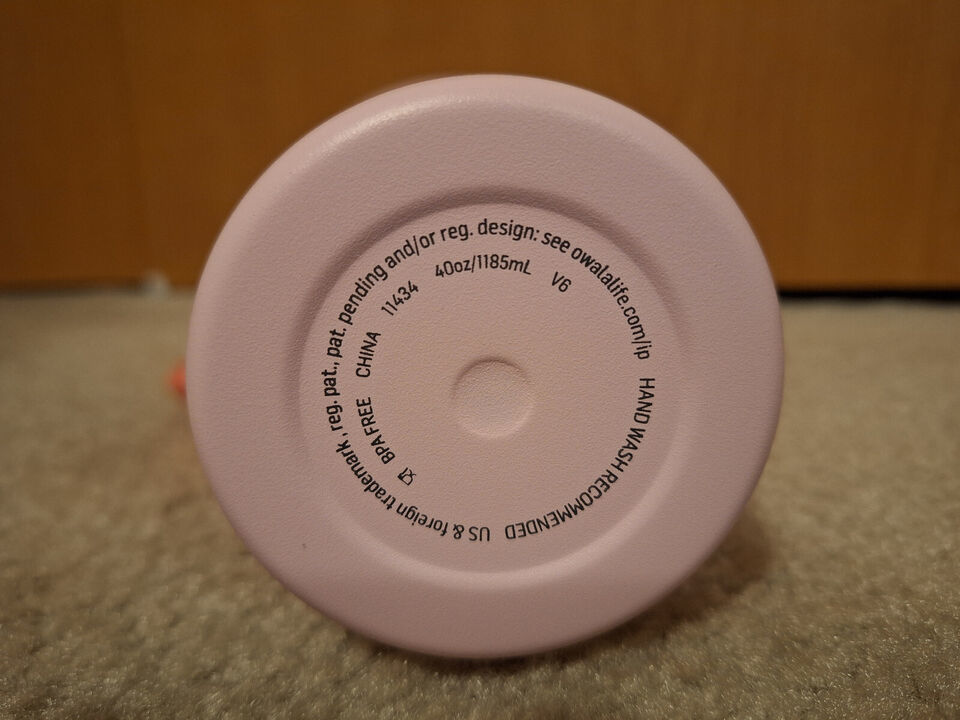 US & foreign trademark, reg. pat., pat. pending and/or reg. design: see owalalife.com/ip HAND WASH RECOMMENDED
BPA FREE CHINA 11434 40oz/1185mL V6